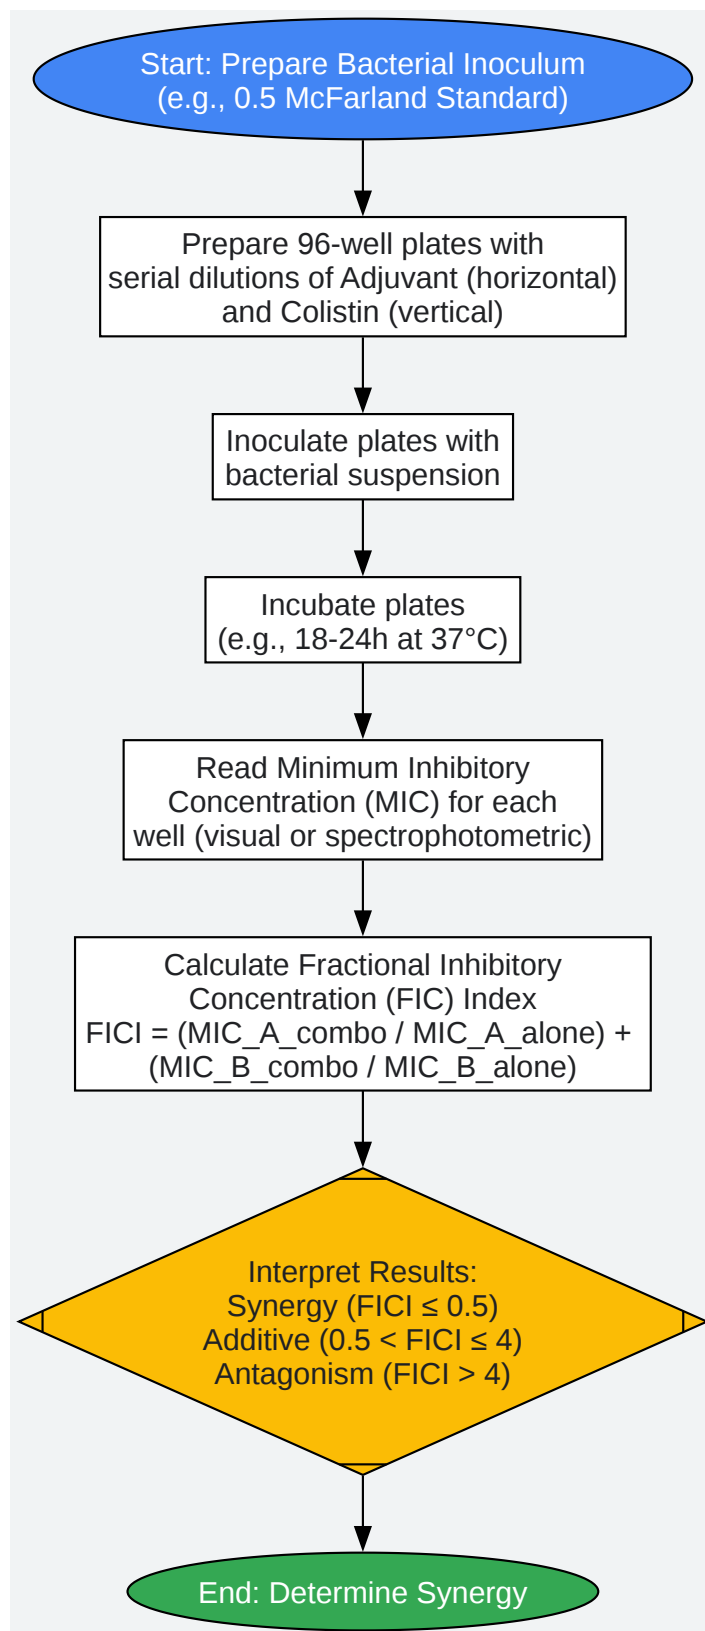 Start: Prepare Bacterial Inoculum
(e.g., 0.5 McFarland Standard)
Prepare 96-well plates with
serial dilutions of Adjuvant (horizontal)
and Colistin (vertical)
Inoculate plates with
bacterial suspension
Incubate plates
(e.g., 18-24h at 37°C)
Read Minimum Inhibitory
Concentration (MIC) for each
well (visual or spectrophotometric)
Calculate Fractional Inhibitory
Concentration (FIC) Index
FICI = (MIC_A_combo / MIC_A_alone) +
(MIC_B_combo / MIC_B_alone)
Interpret Results:
Synergy (FICI ≤ 0.5)
Additive (0.5 < FICI ≤ 4)
Antagonism (FICI > 4)
End: Determine Synergy